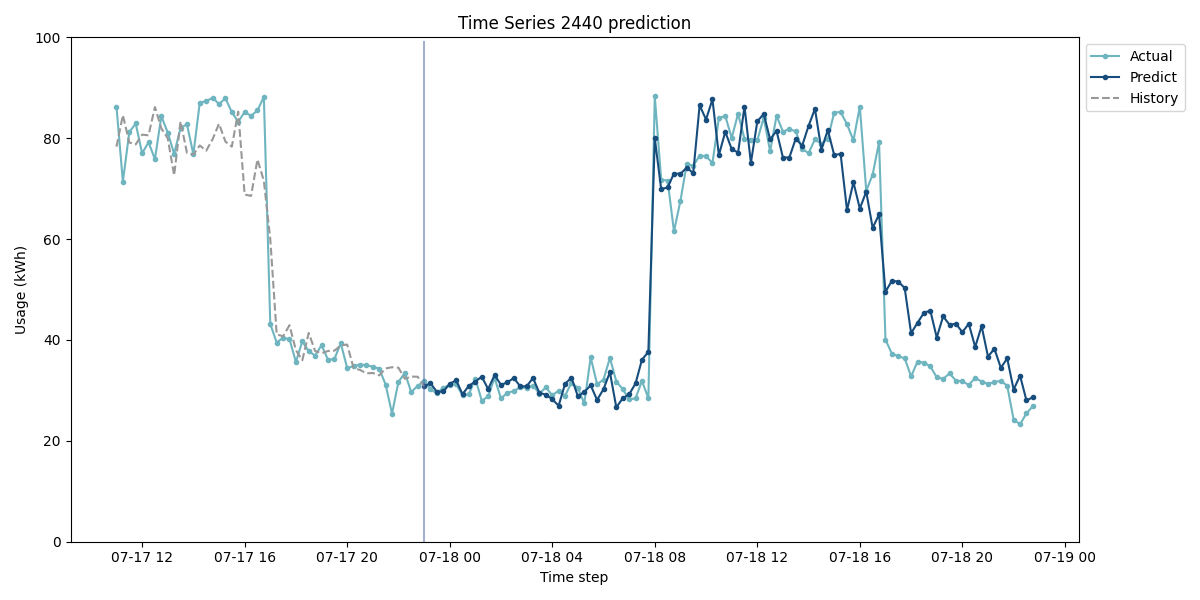 Time Series 2440 prediction
100
80
60
40
20
0
Usage (kWh)
07-17 12
07-17 16
07-17 20
07-18 00
07-18 04
07-18 08
07-18 12
07-18 16
07-18 20
07-19 00
Time step
Actual
Predict
History